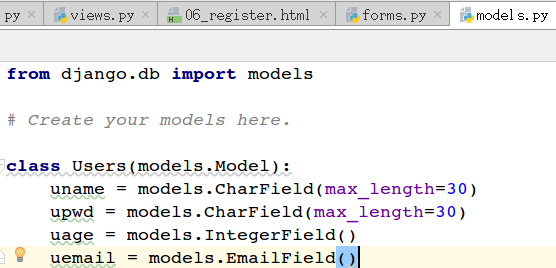 py × views.py × 06_register.html × forms.py × models.py
from django.db import models
# Create your models here.
class Users(models.Model):
    uname = models.CharField(max_length=30)
    upwd = models.CharField(max_length=30)
    uage = models.IntegerField()
    uemail = models.EmailField()